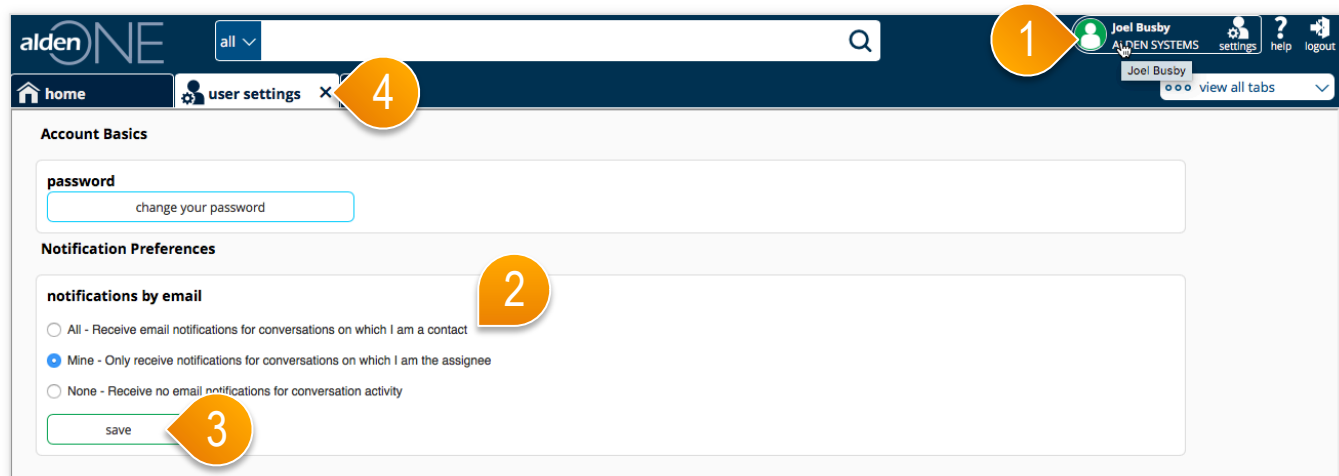 alden ONE
all
1
Joel Busby
ALDEN SYSTEMS
settings
help
logout
Joel Busby
home
user settings
4
view all tabs
Account Basics
password
change your password
Notification Preferences
notifications by email
2
All - Receive email notifications for conversations on which I am a contact
Mine - Only receive notifications for conversations on which I am the assignee
None - Receive no email notifications for conversation activity
save
3